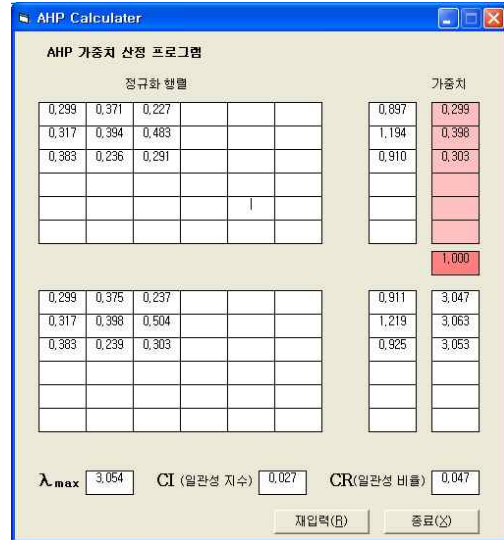 AHP Calculater
AHP 가중치 산정 프로그램
정규화 행렬 가중치
0,299 0,371 0,227 0,897 0,299
0,317 0,394 0,483 1,194 0,398
0,383 0,236 0,291 0,910 0,303
1,000
0,299 0,375 0,237 0,911 3,047
0,317 0,398 0,504 1,219 3,063
0,383 0,239 0,303 0,925 3,053
λmax 3,054 CI (일관성 지수) 0,027 CR(일관성 비율) 0,047
재입력(R) 종료(X)